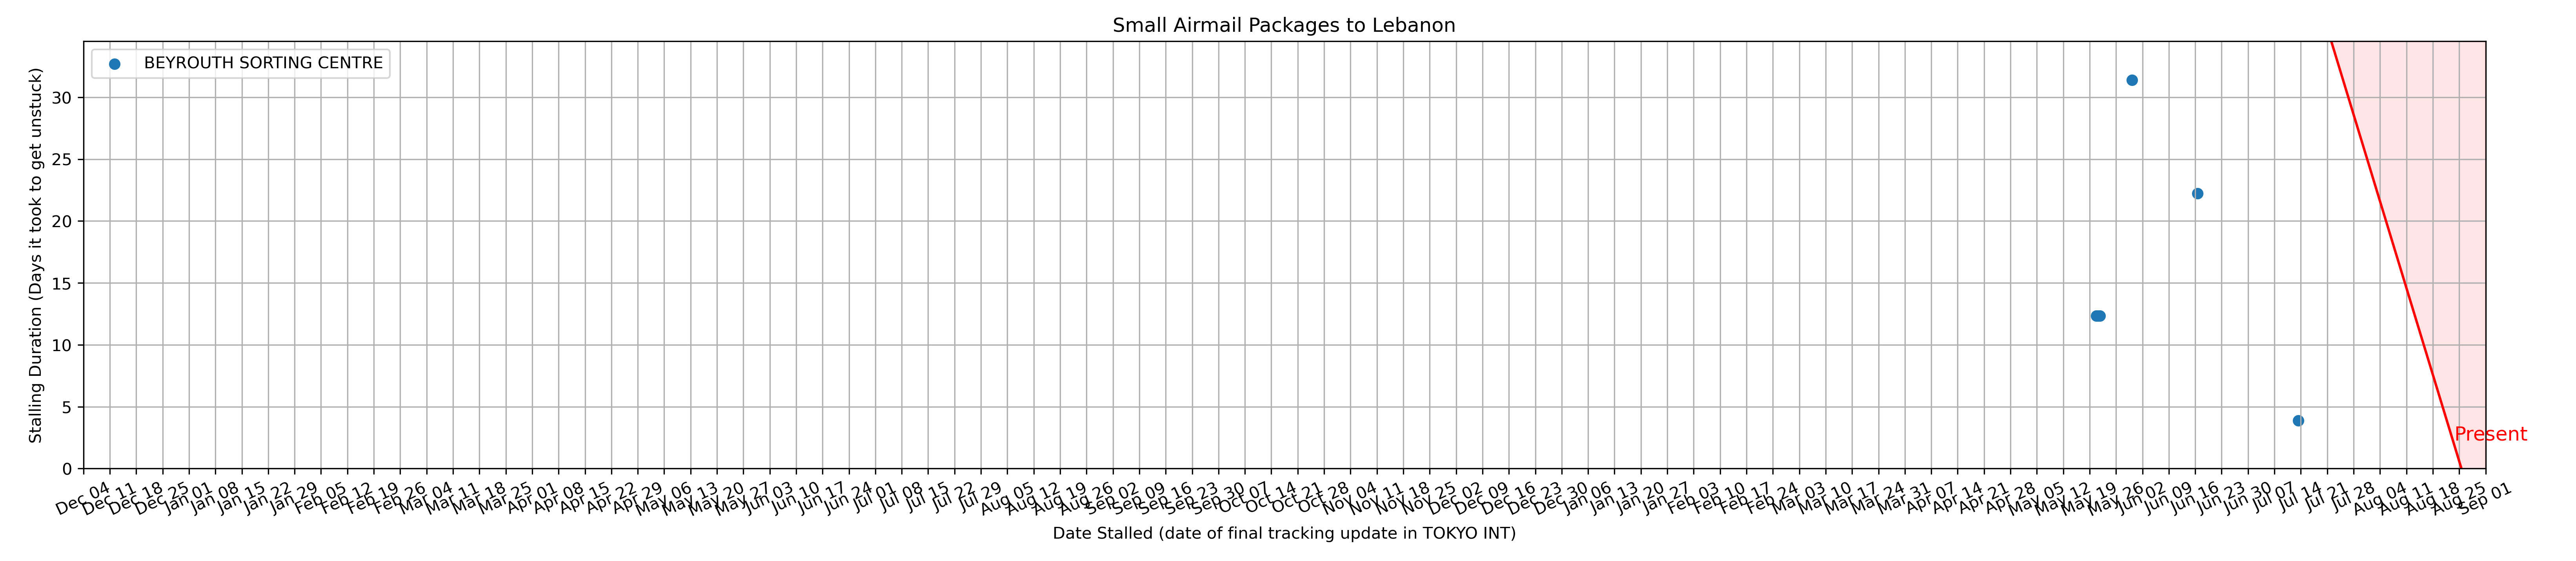 Small Airmail Packages to Lebanon
BEYROUTH SORTING CENTRE
Stalling Duration (Days it took to get unstuck)
30
25
20
15
10
5
0
Present
Dec 04
Dec 11
Dec 18
Dec 25
Jan 01
Jan 08
Jan 15
Jan 22
Jan 29
Feb 05
Feb 12
Feb 19
Feb 26
Mar 04
Mar 11
Mar 18
Mar 25
Apr 01
Apr 08
Apr 15
Apr 22
Apr 29
May 06
May 13
May 20
May 27
Jun 03
Jun 10
Jun 17
Jun 24
Jul 01
Jul 08
Jul 15
Jul 22
Jul 29
Aug 05
Aug 12
Aug 19
Aug 26
Sep 02
Sep 09
Sep 16
Sep 23
Sep 30
Oct 07
Oct 14
Oct 21
Oct 28
Nov 04
Nov 11
Nov 18
Nov 25
Dec 02
Dec 09
Dec 16
Dec 23
Dec 30
Jan 06
Jan 13
Jan 20
Jan 27
Feb 03
Feb 10
Feb 17
Feb 24
Mar 03
Mar 10
Mar 17
Mar 24
Mar 31
Apr 07
Apr 14
Apr 21
Apr 28
May 05
May 12
May 19
May 26
Jun 02
Jun 09
Jun 16
Jun 23
Jun 30
Jul 07
Jul 14
Jul 21
Jul 28
Aug 04
Aug 11
Aug 18
Aug 25
Sep 01
Date Stalled (date of final tracking update in TOKYO INT)